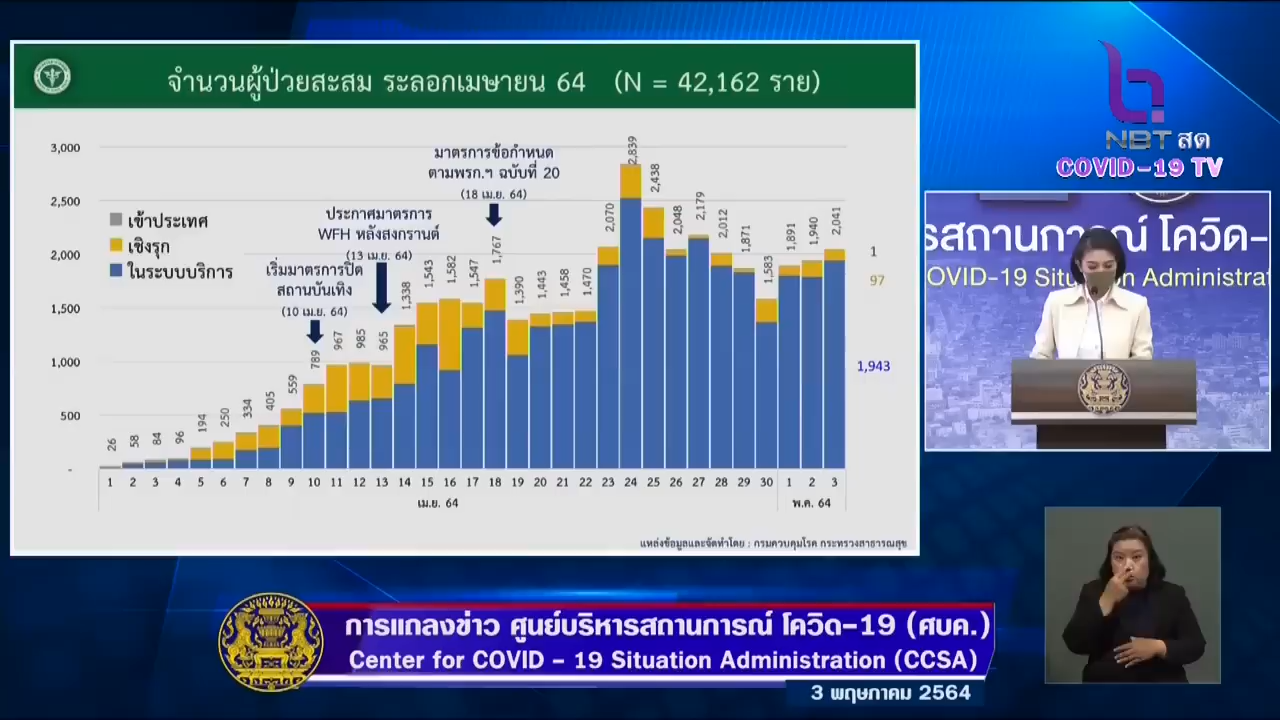 จำนวนผู้ป่วยสะสม ระลอกเมษายน 64 (N = 42,162 ราย)
3,000
2,500
2,000
1,500
1,000
500
-
เข้าประเทศ
เชิงรุก
ในระบบบริการ
เริ่มมาตรการปิด
สถานบันเทิง
(10 เม.ย. 64)
ประกาศมาตรการ
WFH หลังสงกรานต์
(13 เม.ย. 64)
มาตรการข้อกำหนด
ตามพรก.ฯ ฉบับที่ 20
(18 เม.ย. 64)
26 58 84 96 194 250 334 405 559 789 967 985 965 1,338 1,543 1,582 1,547 1,767 1,390 1,443 1,458 1,470 2,070 2,839 2,438 2,048 2,179 2,012 1,871 1,583 1,891 1,940 2,041
1
97
1,943
1 2 3 4 5 6 7 8 9 10 11 12 13 14 15 16 17 18 19 20 21 22 23 24 25 26 27 28 29 30 1 2 3
เม.ย. 64 พ.ค. 64
แหล่งข้อมูลและจัดทำโดย : กรมควบคุมโรค กระทรวงสาธารณสุข
NBT สด
COVID-19 TV
รสถานการณ์ โควิด-
OVID-19 Situation Administrat
การแถลงข่าว ศูนย์บริหารสถานการณ์ โควิด-19 (ศบค.)
Center for COVID - 19 Situation Administration (CCSA)
3 พฤษภาคม 2564